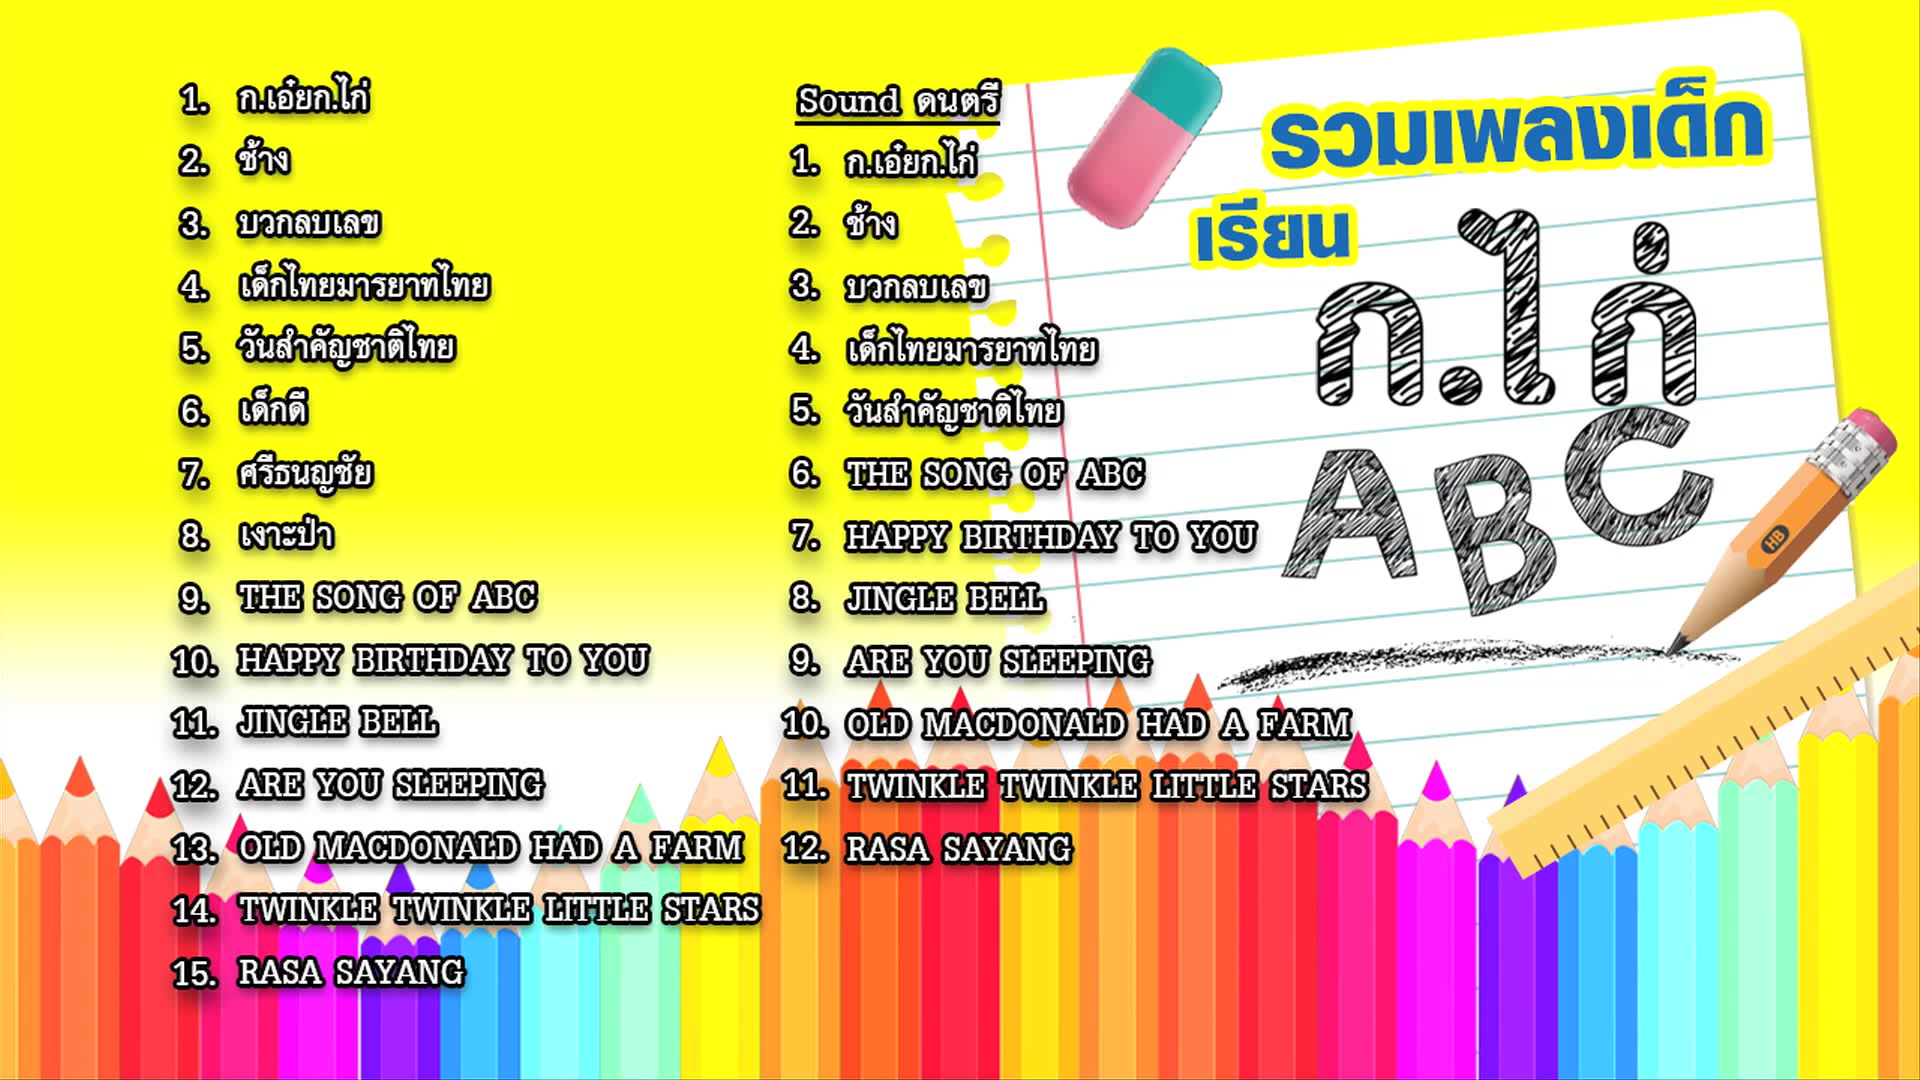 1. ก.เอ๋ยก.ไก่
2. ช้าง
3. บวกลบเลข
4. เด็กไทยมารยาทไทย
5. วันสำคัญชาติไทย
6. เด็กดี
7. ศรีธนญชัย
8. เงาะป่า
9. THE SONG OF ABC
10. HAPPY BIRTHDAY TO YOU
11. JINGLE BELL
12. ARE YOU SLEEPING
13. OLD MACDONALD HAD A FARM
14. TWINKLE TWINKLE LITTLE STARS
15. RASA SAYANG
Sound ดนตรี
1. ก.เอ๋ยก.ไก่
2. ช้าง
3. บวกลบเลข
4. เด็กไทยมารยาทไทย
5. วันสำคัญชาติไทย
6. THE SONG OF ABC
7. HAPPY BIRTHDAY TO YOU
8. JINGLE BELL
9. ARE YOU SLEEPING
10. OLD MACDONALD HAD A FARM
11. TWINKLE TWINKLE LITTLE STARS
12. RASA SAYANG
รวมเพลงเด็ก
เรียน
ก.ไก่
ABC
HB